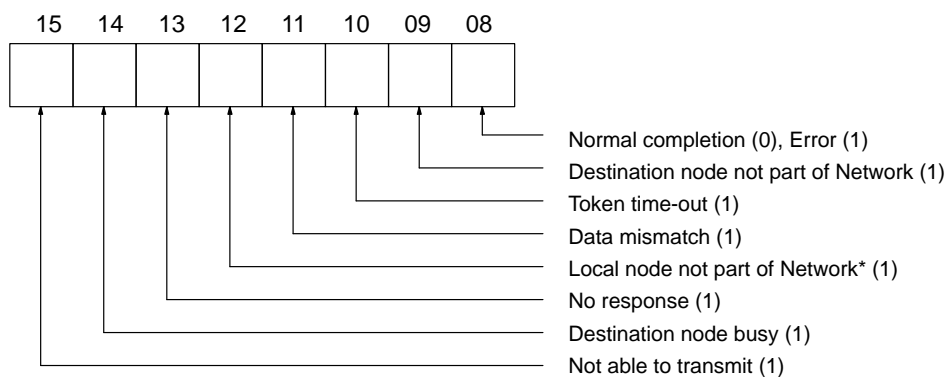 15 14 13 12 11 10 09 08
Normal completion (0), Error (1)
Destination node not part of Network (1)
Token time-out (1)
Data mismatch (1)
Local node not part of Network* (1)
No response (1)
Destination node busy (1)
Not able to transmit (1)